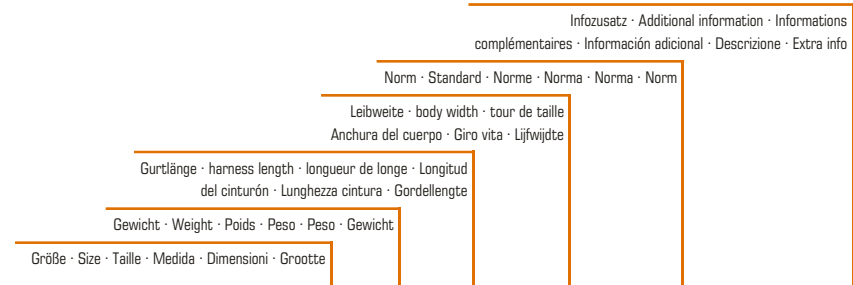 Infozusatz · Additional information · Informations
complémentaires · Información adicional · Descrizione · Extra info
Norm · Standard · Norme · Norma · Norma · Norm
Leibweite · body width · tour de taille
Anchura del cuerpo · Giro vita · Lijfwijdte
Gurtlänge · harness length · longueur de longe · Longitud
del cinturón · Lunghezza cintura · Gordellengte
Gewicht · Weight · Poids · Peso · Peso · Gewicht
Größe · Size · Taille · Medida · Dimensioni · Grootte